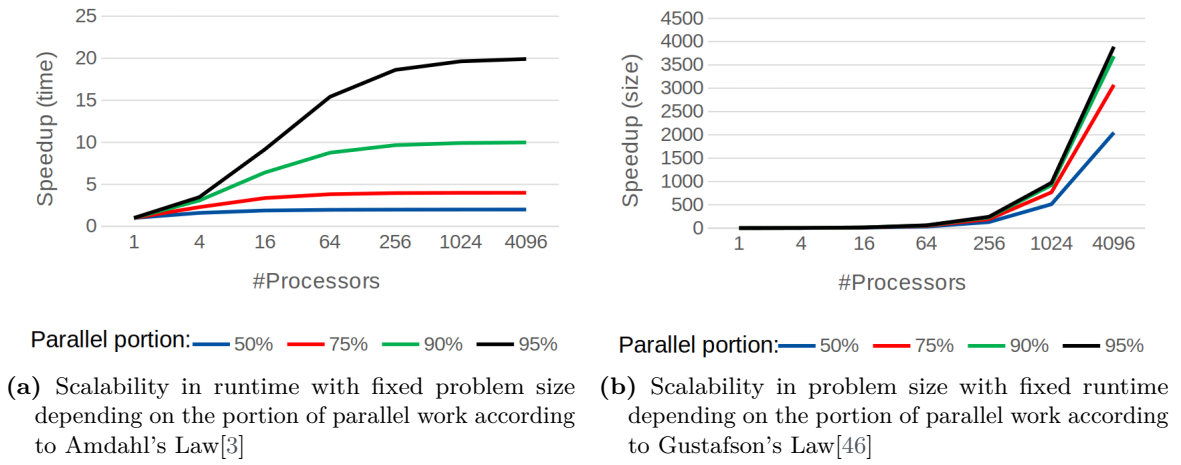 25
20
15
10
5
0
Speedup (time)
1 4 16 64 256 1024 4096
#Processors
Parallel portion: 50% 75% 90% 95%
(a) Scalability in runtime with fixed problem size
depending on the portion of parallel work according
to Amdahl's Law[3]
4500
4000
3500
3000
2500
2000
1500
1000
500
0
Speedup (size)
1 4 16 64 256 1024 4096
#Processors
Parallel portion: 50% 75% 90% 95%
(b) Scalability in problem size with fixed runtime
depending on the portion of parallel work according
to Gustafson's Law[46]